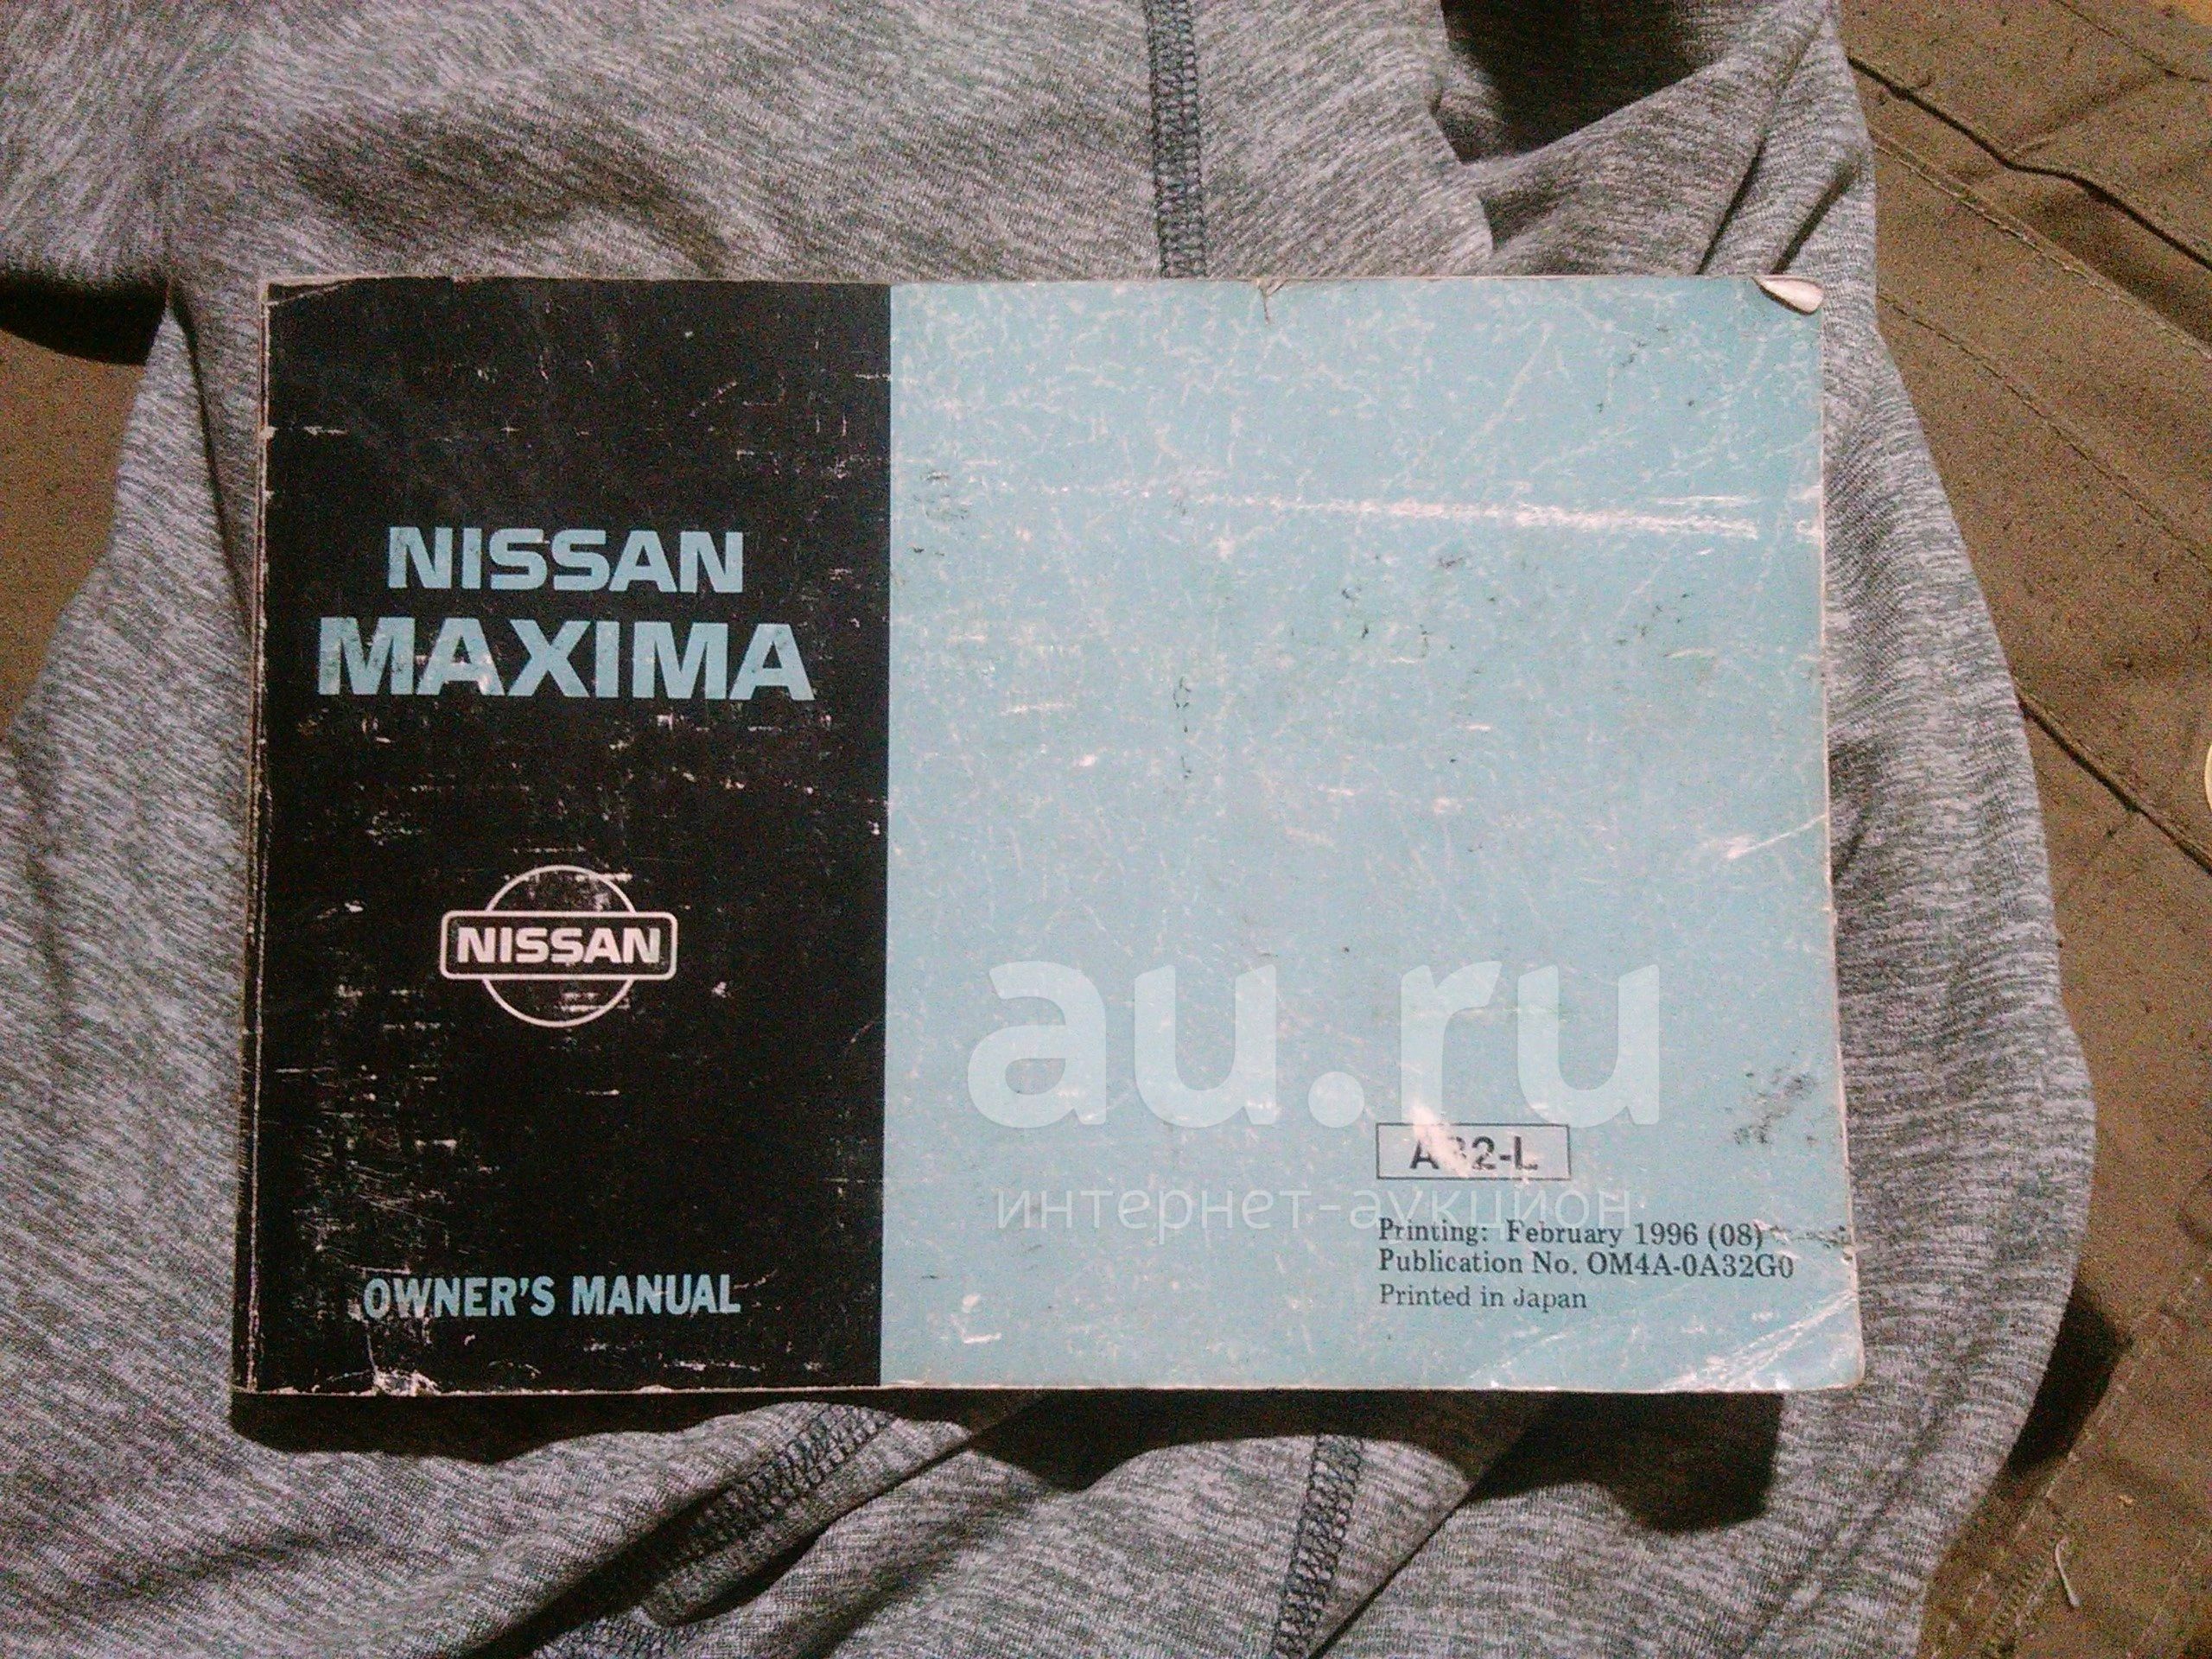 NISSAN
MAXIMA
NISSAN
OWNER'S MANUAL
au.ru
интернет-аукцион
A32-L
Printing: February 1996 (08)
Publication No. OM4A-0A32G0
Printed in Japan